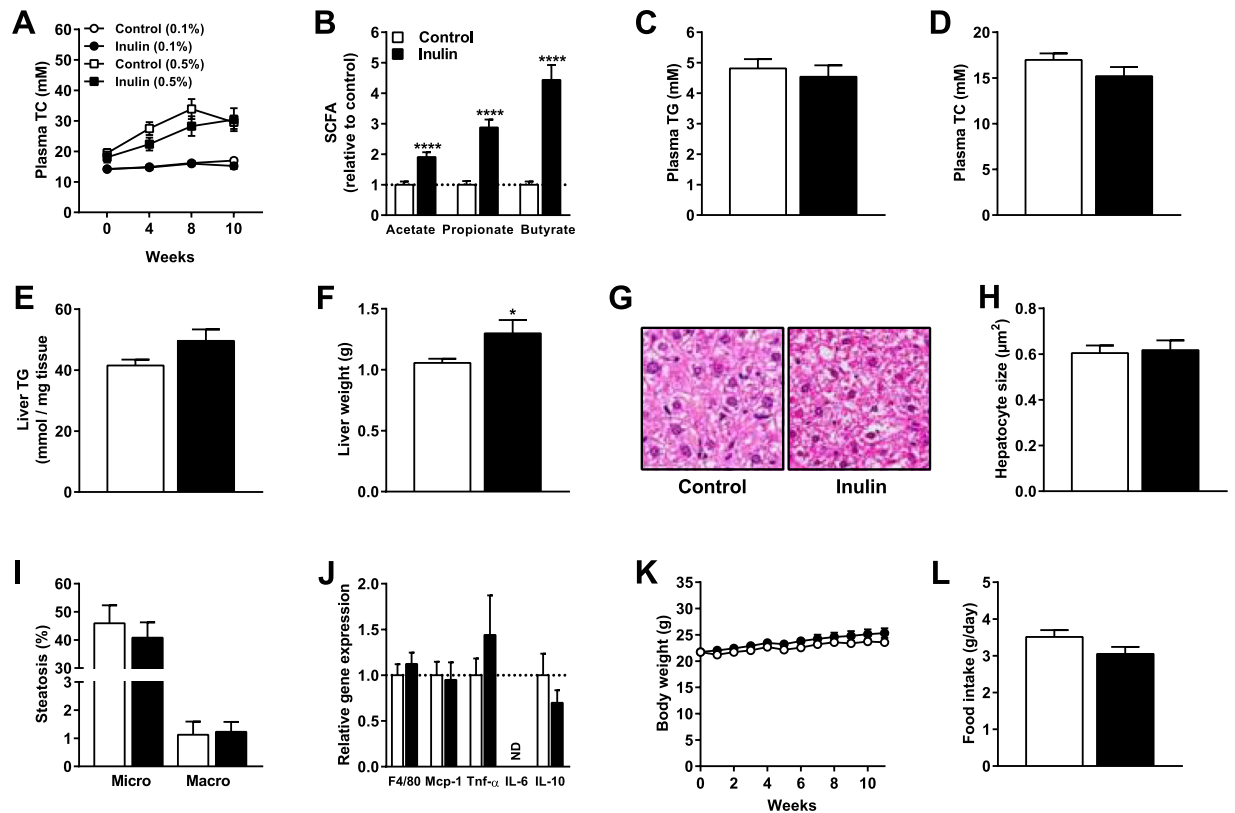 A
Plasma TC (mM)
60
50
40
30
20
10
0
Control (0.1%)
Inulin (0.1%)
Control (0.5%)
Inulin (0.5%)
0 4 8 10
Weeks
B
SCFA
(relative to control)
6
5
4
3
2
1
0
Control
Inulin
**** **** ****
Acetate Propionate Butyrate
C
Plasma TG (mM)
6
5
4
3
2
1
0
D
Plasma TC (mM)
20
15
10
5
0
E
Liver TG
(mmol / mg tissue)
60
40
20
0
F
Liver weight (g)
1.5
1.0
0.5
0.0
*
G
Control Inulin
H
Hepatocyte size (µm²)
0.8
0.6
0.4
0.2
0.0
I
Steatosis (%)
60
50
40
30
3
2
1
0
Micro Macro
J
Relative gene expression
2.0
1.5
1.0
0.5
0.0
ND
F4/80 Mcp-1 Tnf-α IL-6 IL-10
K
Body weight (g)
35
30
25
20
15
10
5
0
0 2 4 6 8 10
Weeks
L
Food intake (g/day)
5
4
3
2
1
0